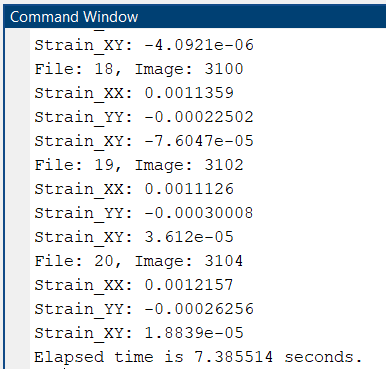 Command Window
Strain_XY: -4.0921e-06
File: 18, Image: 3100
Strain_XX: 0.0011359
Strain_YY: -0.00022502
Strain_XY: -7.6047e-05
File: 19, Image: 3102
Strain_XX: 0.0011126
Strain_YY: -0.00030008
Strain_XY: 3.612e-05
File: 20, Image: 3104
Strain_XX: 0.0012157
Strain_YY: -0.00026256
Strain_XY: 1.8839e-05
Elapsed time is 7.385514 seconds.